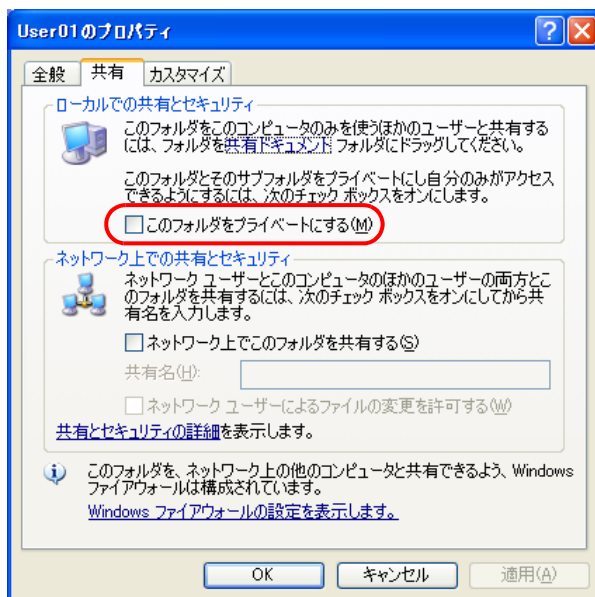 User01のプロパティ
全般
共有
カスタマイズ
ローカルでの共有とセキュリティ
このフォルダをこのコンピュータのみを使うほかのユーザーと共有する
には、フォルダを共有ドキュメント フォルダにドラッグしてください。
このフォルダとそのサブフォルダをプライベートにし自分のみがアクセス
できるようにするには、次のチェック ボックスをオンにします。
このフォルダをプライベートにする(M)
ネットワーク上での共有とセキュリティ
ネットワーク ユーザーとこのコンピュータのほかのユーザーの両方とこ
のフォルダを共有するには、次のチェック ボックスをオンにしてから共
有名を入力します。
ネットワーク上でこのフォルダを共有する(S)
共有名(H):
ネットワーク ユーザーによるファイルの変更を許可する(W)
共有とセキュリティの詳細を表示します。
このフォルダを、ネットワーク上の他のコンピュータと共有できるよう、Windows
ファイアウォールは構成されています。
Windows ファイアウォールの設定を表示します。
OK
キャンセル
適用(A)